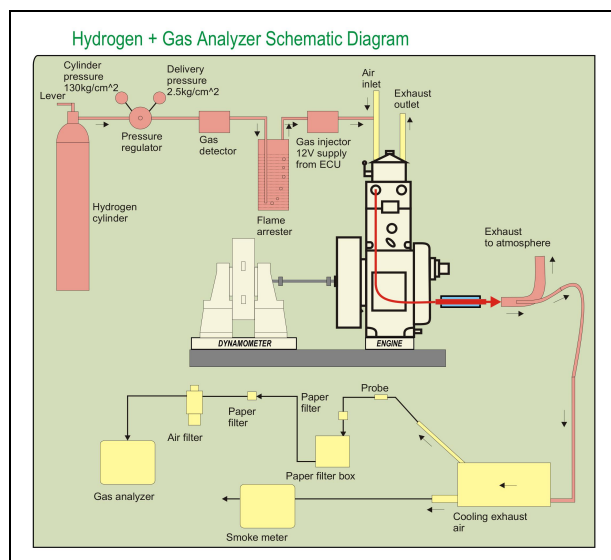 Hydrogen + Gas Analyzer Schematic Diagram
Cylinder
pressure
130kg/cm^2
Delivery
pressure
2.5kg/cm^2
Lever
Pressure
regulator
Gas
detector
Air
inlet
Exhaust
outlet
Gas injector
12V supply
from ECU
Hydrogen
cylinder
Flame
arrester
Exhaust
to atmosphere
DYNAMOMETER
ENGINE
Probe
Paper
filter
Paper
filter
Air filter
Paper filter box
Gas analyzer
Cooling exhaust
air
Smoke meter